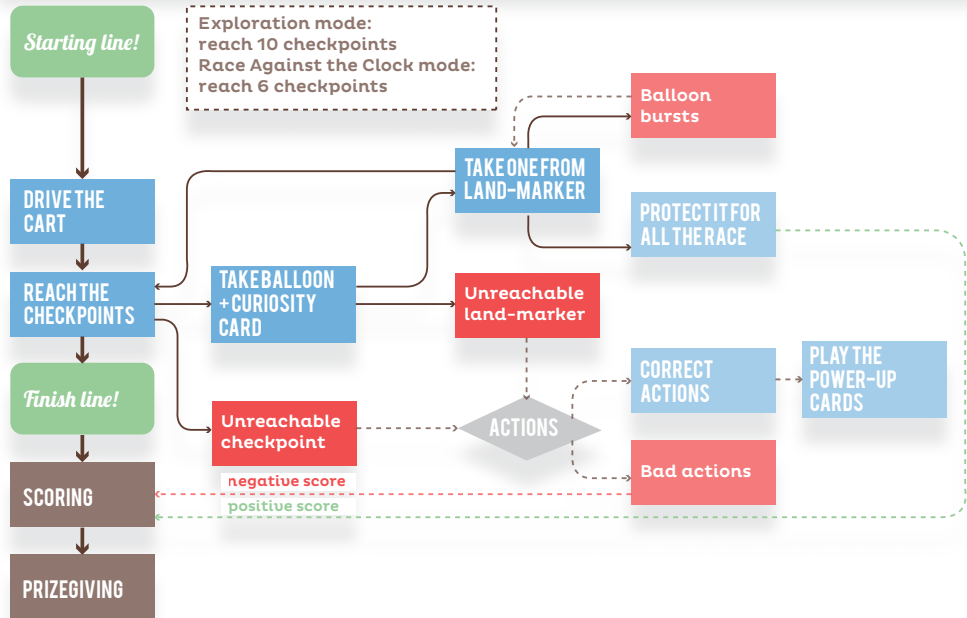 Starting line!
Exploration mode:
reach 10 checkpoints
Race Against the Clock mode:
reach 6 checkpoints
Balloon
bursts
TAKE ONE FROM
LAND-MARKER
DRIVE THE
CART
PROTECT IT FOR
ALL THE RACE
REACH THE
CHECKPOINTS
TAKE BALLOON
+ CURIOSITY
CARD
Unreachable
land-marker
Finish line!
CORRECT
ACTIONS
PLAY THE
POWER-UP
CARDS
Unreachable
checkpoint
ACTIONS
Bad actions
SCORING
negative score
positive score
PRIZEGIVING